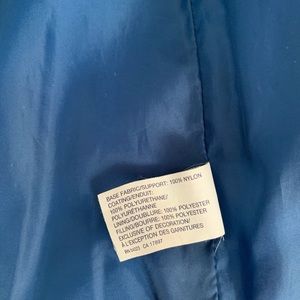 BASE FABRIC/SUPPORT: 100% NYLON
COATING/ENDUIT:
100% POLYURETHANE/
POLYURÉTHANNE
LINING/DOUBLURE: 100% POLYESTER
FILLING/BOURRE: 100% POLYESTER
EXCLUSIVE OF DECORATION/
À L'EXCEPTION DES GARNITURES
CA 17897